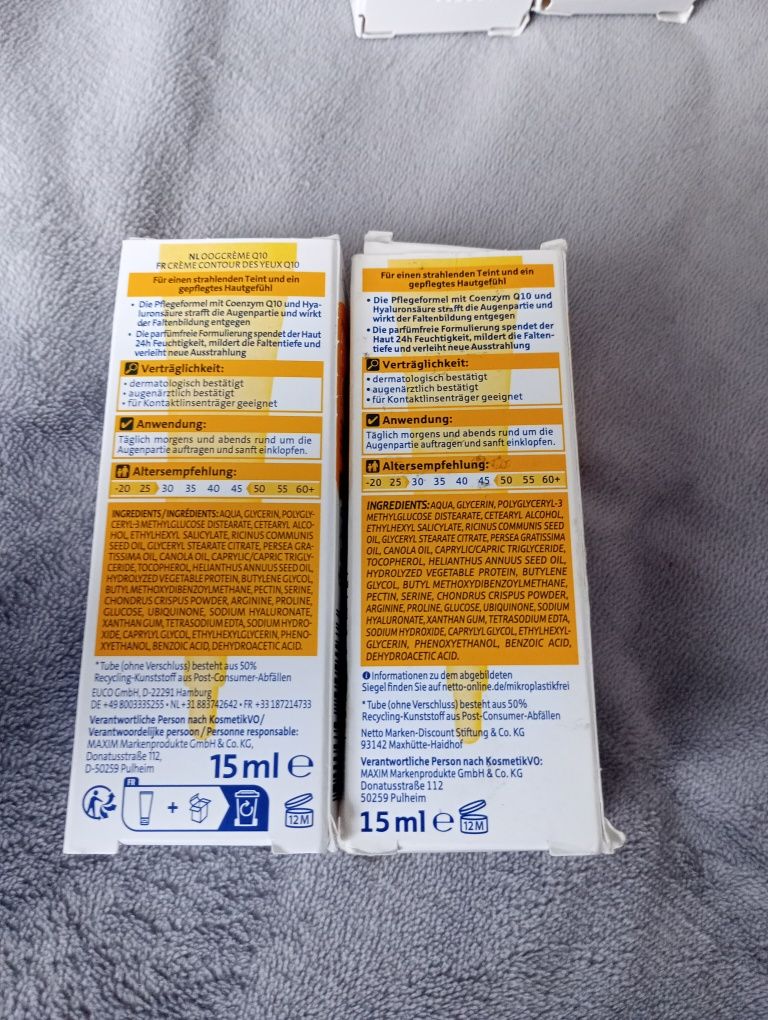 NL OOGCRÈME Q10
FR CRÈME CONTOUR DES YEUX Q10
Für einen strahlenden Teint und ein
gepflegtes Hautgefühl
• Die Pflegeformel mit Coenzym Q10 und Hya-
luronsäure strafft die Augenpartie und wirkt
der Faltenbildung entgegen
• Die parfümfreie Formulierung spendet der Haut
24h Feuchtigkeit, mildert die Faltentiefe und
verleiht neue Ausstrahlung
Verträglichkeit:
• dermatologisch bestätigt
• augenärztlich bestätigt
• für Kontaktlinsenträger geeignet
Anwendung:
Täglich morgens und abends rund um die
Augenpartie auftragen und sanft einklopfen.
Altersempfehlung:
-20 25 30 35 40 45 50 55 60+
INGREDIENTS/INGRÉDIENTS: AQUA, GLYCERIN, POLYGLY-
CERYL-3 METHYLGLUCOSE DISTEARATE, CETEARYL ALCO-
HOL, ETHYLHEXYL SALICYLATE, RICINUS COMMUNIS
SEED OIL, GLYCERYL STEARATE CITRATE, PERSEA GRA-
TISSIMA OIL, CANOLA OIL, CAPRYLIC/CAPRIC TRIGLY-
CERIDE, TOCOPHEROL, HELIANTHUS ANNUUS SEED OIL,
HYDROLYZED VEGETABLE PROTEIN, BUTYLENE GLYCOL,
BUTYL METHOXYDIBENZOYLMETHANE, PECTIN, SERINE,
CHONDRUS CRISPUS POWDER, ARGININE, PROLINE,
GLUCOSE, UBIQUINONE, SODIUM HYALURONATE,
XANTHAN GUM, TETRASODIUM EDTA, SODIUM HYDRO-
XIDE, CAPRYLYL GLYCOL, ETHYLHEXYLGLYCERIN, PHENO-
XYETHANOL, BENZOIC ACID, DEHYDROACETIC ACID.
*Tube (ohne Verschluss) besteht aus 50%
Recycling-Kunststoff aus Post-Consumer-Abfällen
EUCO GmbH, D-22291 Hamburg
DE +49 8003335255 • NL +31 883742642 • FR +33 187214733
Verantwortliche Person nach KosmetikVO/
Verantwoordelijke persoon / Personne responsable:
MAXIM Markenprodukte GmbH & Co. KG,
Donatusstraße 112,
D-50259 Pulheim
15 ml e
FR
+
12 M
Für einen strahlenden Teint und ein
gepflegtes Hautgefühl
• Die Pflegeformel mit Coenzym Q10 und
Hyaluronsäure strafft die Augenpartie und
wirkt der Faltenbildung entgegen
• Die parfümfreie Formulierung spendet der
Haut 24h Feuchtigkeit, mildert die Falten-
tiefe und verleiht neue Ausstrahlung
Verträglichkeit:
• dermatologisch bestätigt
• augenärztlich bestätigt
• für Kontaktlinsenträger geeignet
Anwendung:
Täglich morgens und abends rund um die
Augenpartie auftragen und sanft einklopfen.
Altersempfehlung:
-20 25 30 35 40 45 50 55 60+
INGREDIENTS: AQUA, GLYCERIN, POLYGLYCERYL-3
METHYLGLUCOSE DISTEARATE, CETEARYL ALCOHOL,
ETHYLHEXYL SALICYLATE, RICINUS COMMUNIS SEED
OIL, GLYCERYL STEARATE CITRATE, PERSEA GRATISSIMA
OIL, CANOLA OIL, CAPRYLIC/CAPRIC TRIGLYCERIDE,
TOCOPHEROL, HELIANTHUS ANNUUS SEED OIL,
HYDROLYZED VEGETABLE PROTEIN, BUTYLENE
GLYCOL, BUTYL METHOXYDIBENZOYLMETHANE,
PECTIN, SERINE, CHONDRUS CRISPUS POWDER,
ARGININE, PROLINE, GLUCOSE, UBIQUINONE, SODIUM
HYALURONATE, XANTHAN GUM, TETRASODIUM EDTA,
SODIUM HYDROXIDE, CAPRYLYL GLYCOL, ETHYLHEXYL-
GLYCERIN, PHENOXYETHANOL, BENZOIC ACID,
DEHYDROACETIC ACID.
Informationen zu dem abgebildeten
Siegel finden Sie auf netto-online.de/mikroplastikfrei
*Tube (ohne Verschluss) besteht aus 50%
Recycling-Kunststoff aus Post-Consumer-Abfällen
Netto Marken-Discount Stiftung & Co. KG
93142 Maxhütte-Haidhof
Verantwortliche Person nach KosmetikVO:
MAXIM Markenprodukte GmbH & Co. KG
Donatusstraße 112
50259 Pulheim
15 ml e
12 M